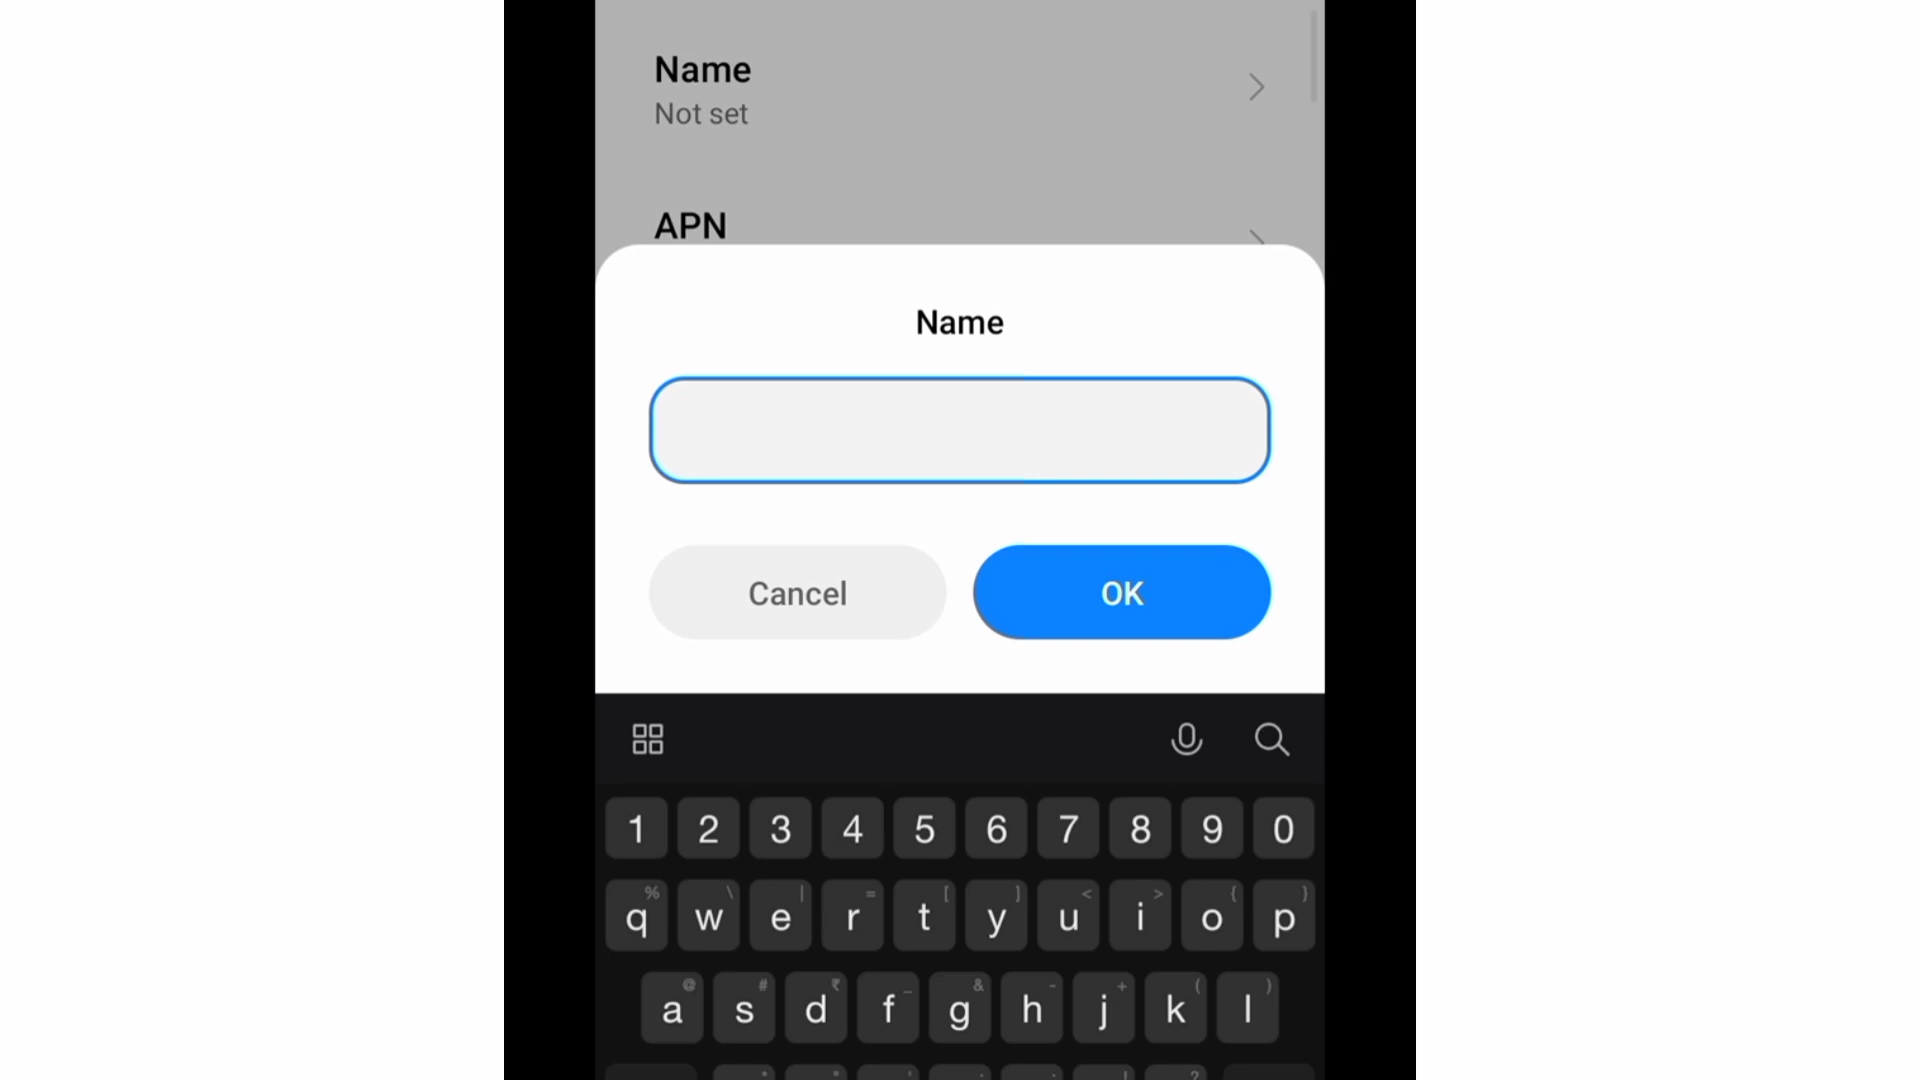 Name
Not set
APN
Name
Cancel
OK
1 2 3 4 5 6 7 8 9 0
% \ | = [ ] < > { }
q w e r t y u i o p
@ # ₹ _ & - + ( )
a s d f g h j k l